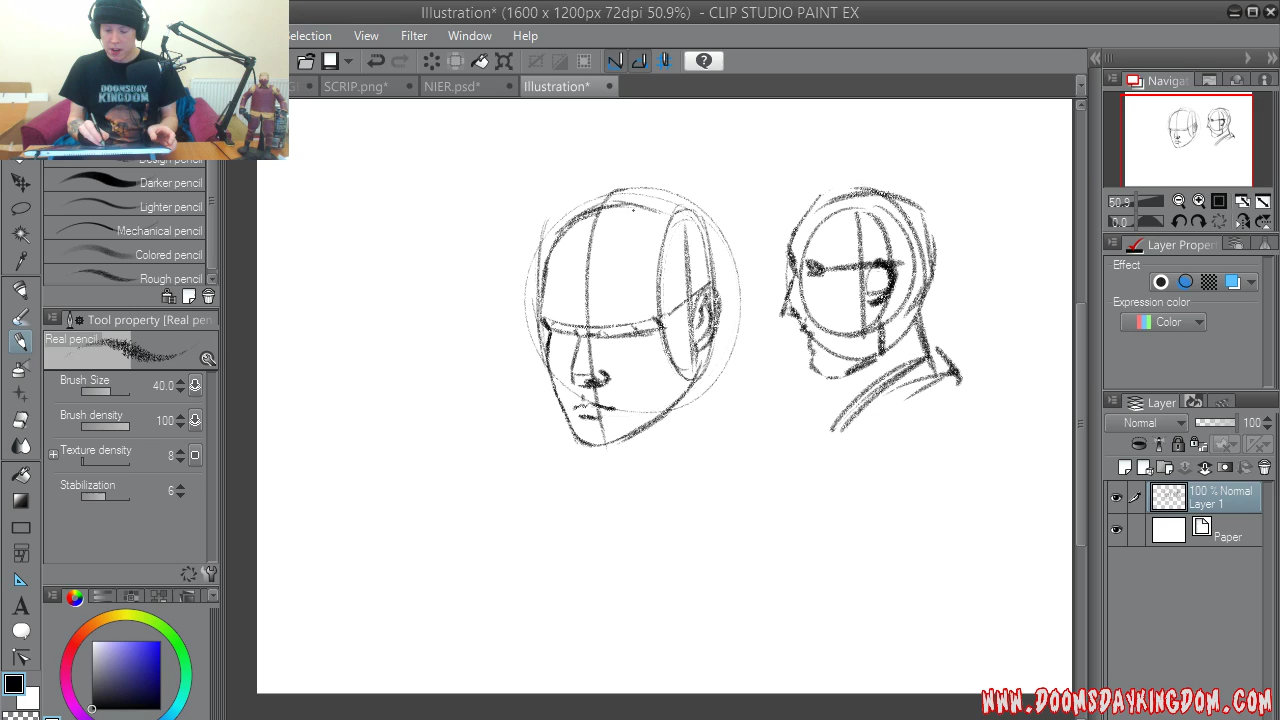 Illustration* (1600 x 1200px 72dpi 50.9%) - CLIP STUDIO PAINT EX
Selection View Filter Window Help
SCRIP.png* NIER.psd* Illustration*
DOOMSDAY
KINGDOM
Design pencil
Darker pencil
Lighter pencil
Mechanical pencil
Colored pencil
Rough pencil
Tool property [Real pen
Real pencil
Brush Size 40.0
Brush density 100
Texture density 8
Stabilization 6
Navigat
50.9
0.0
Layer Propert
Effect
Expression color
Color
Layer
Normal 100
100 % Normal
Layer 1
Paper
WWW.DOOMSDAYKINGDOM.COM